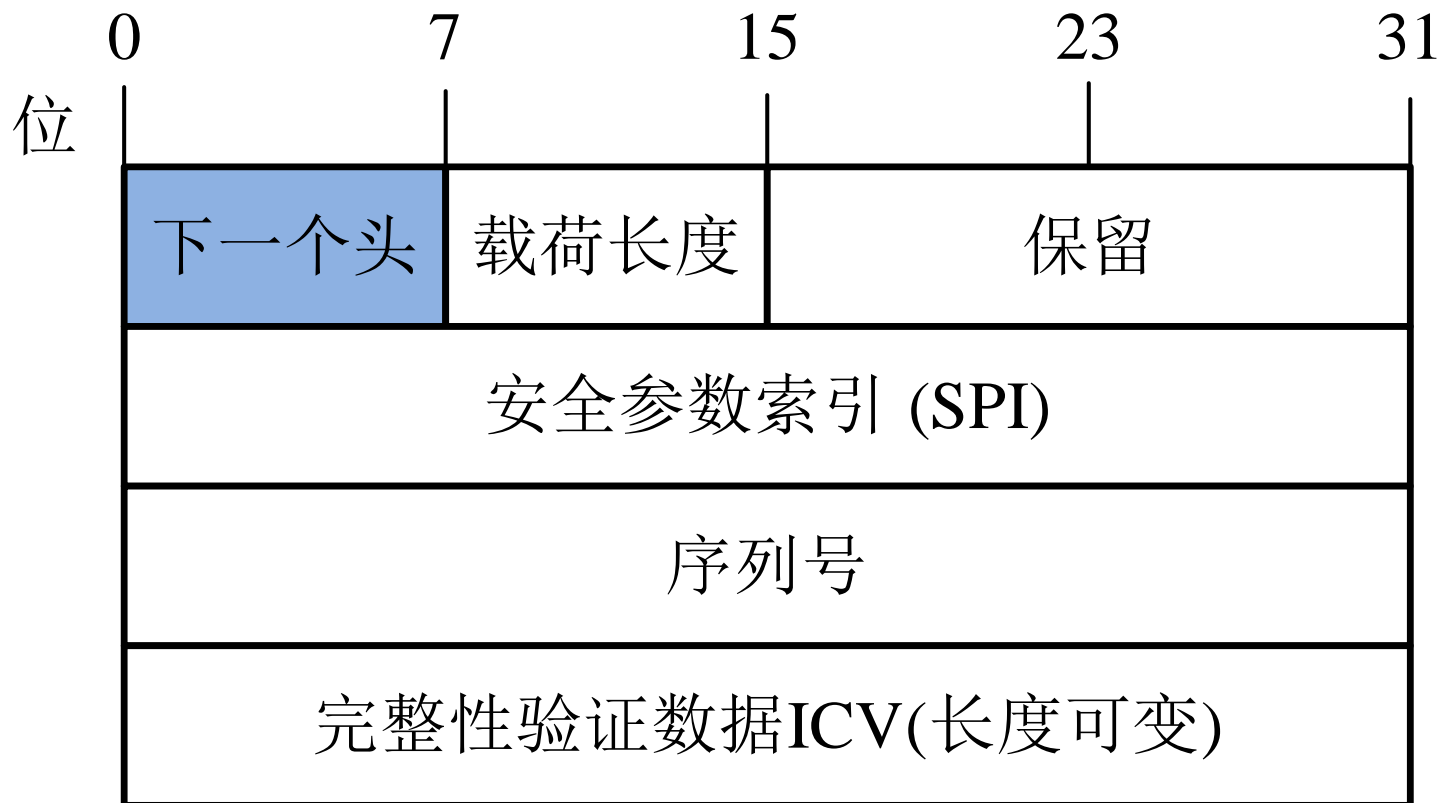 0 7 15 23 31
位
下一个头 载荷长度 保留
安全参数索引 (SPI)
序列号
完整性验证数据ICV(长度可变)